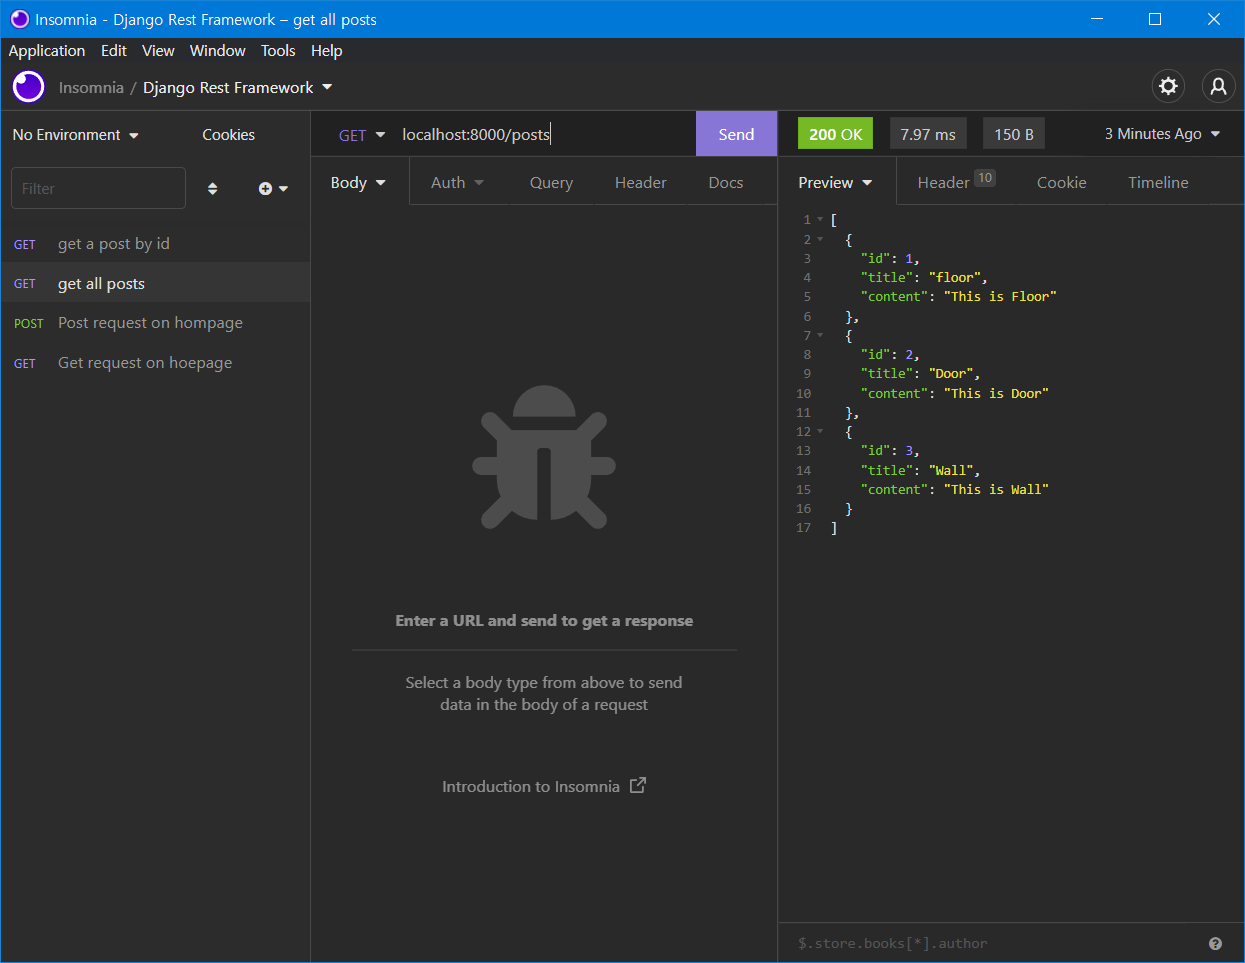 Insomnia - Django Rest Framework – get all posts
Application Edit View Window Tools Help
Insomnia / Django Rest Framework
No Environment Cookies
Filter
GET get a post by id
GET get all posts
POST Post request on hompage
GET Get request on hoepage
GET localhost:8000/posts Send
Body Auth Query Header Docs
Enter a URL and send to get a response
Select a body type from above to send
data in the body of a request
Introduction to Insomnia
200 OK 7.97 ms 150 B 3 Minutes Ago
Preview Header 10 Cookie Timeline
1 [
2 {
3 "id": 1,
4 "title": "floor",
5 "content": "This is Floor"
6 },
7 {
8 "id": 2,
9 "title": "Door",
10 "content": "This is Door"
11 },
12 {
13 "id": 3,
14 "title": "Wall",
15 "content": "This is Wall"
16 }
17 ]
$.store.books[*].author